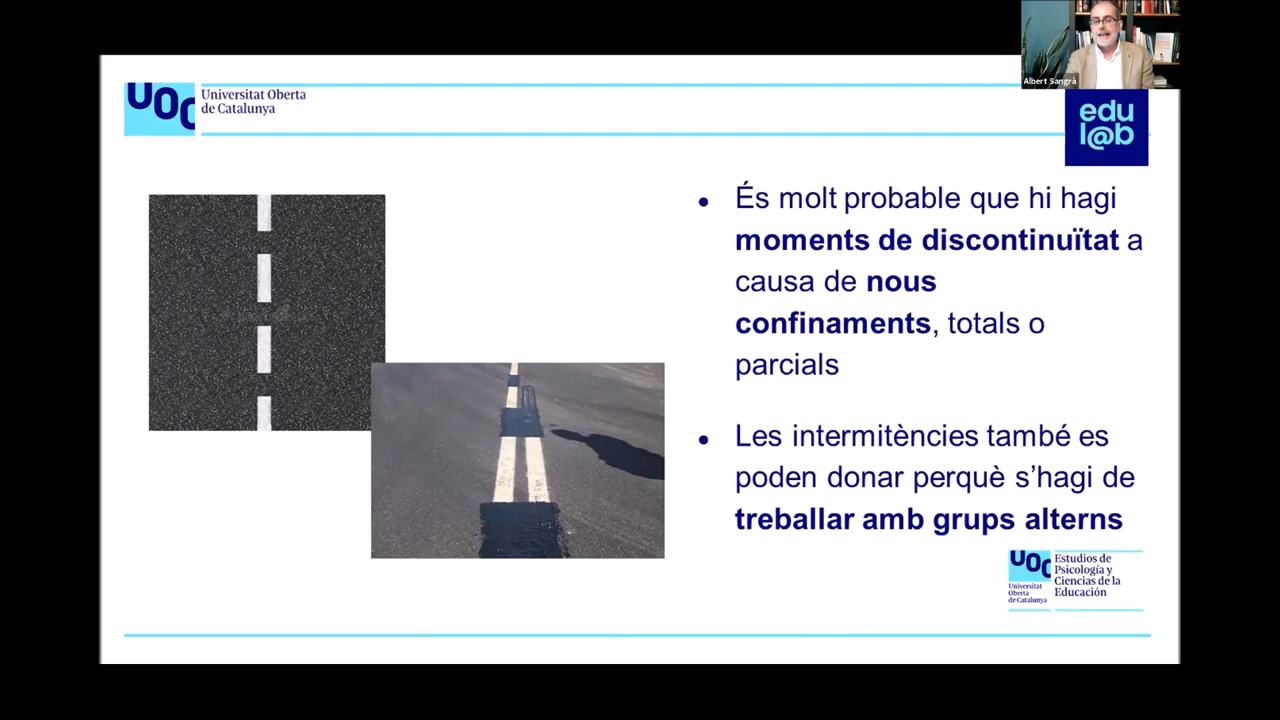 Albert Sangrà
UOC
Universitat Oberta
de Catalunya
edu
l@b
• És molt probable que hi hagi
moments de discontinuïtat a
causa de nous
confinaments, totals o
parcials
• Les intermitències també es
poden donar perquè s’hagi de
treballar amb grups alterns
UOC
Universitat
Oberta
de Catalunya
Estudios de
Psicología y
Ciencias de la
Educación